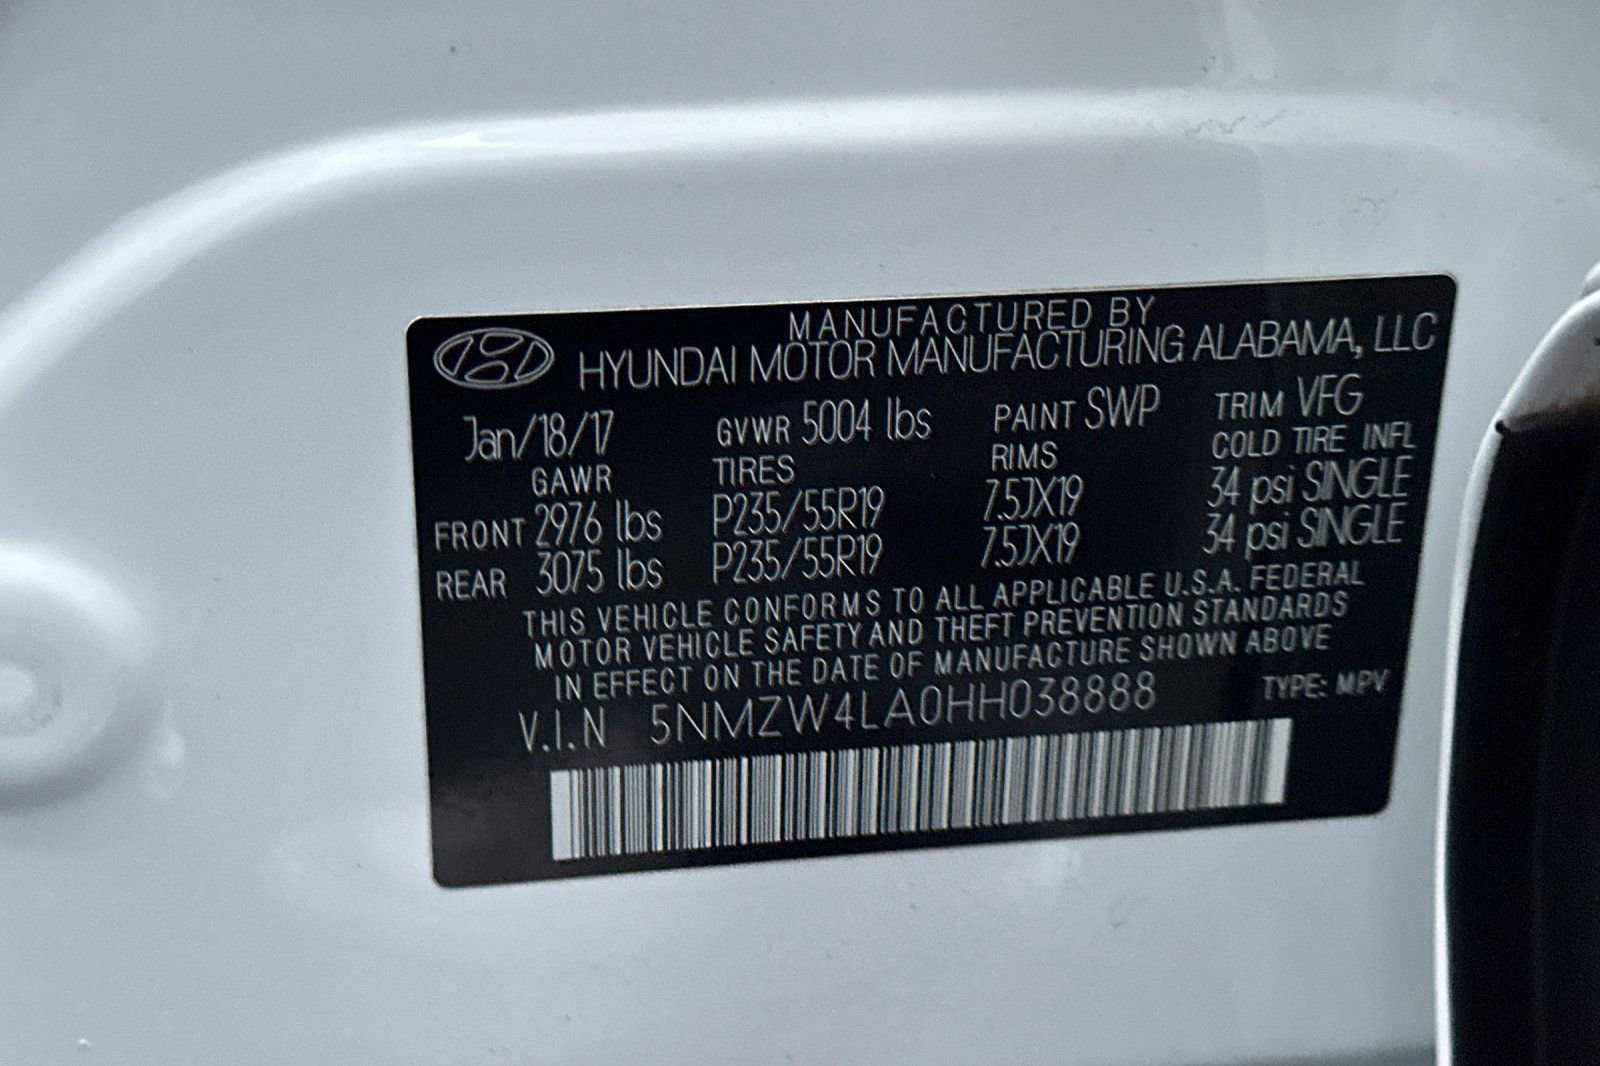 MANUFACTURED BY
HYUNDAI MOTOR MANUFACTURING ALABAMA, LLC
Jan/18/17 GVWR 5004 lbs PAINT SWP TRIM VFG
GAWR TIRES RIMS COLD TIRE INFL
FRONT 2976 lbs P235/55R19 7.5JX19 34 psi SINGLE
REAR 3075 lbs P235/55R19 7.5JX19 34 psi SINGLE
THIS VEHICLE CONFORMS TO ALL APPLICABLE U.S.A. FEDERAL
MOTOR VEHICLE SAFETY AND THEFT PREVENTION STANDARDS
IN EFFECT ON THE DATE OF MANUFACTURE SHOWN ABOVE
V.I.N 5NMZW4LA0HH038888 TYPE: MPV